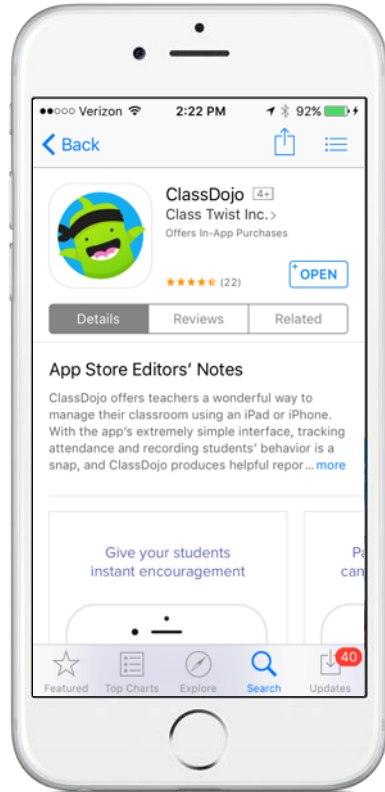 Verizon 2:22 PM 92%
Back
ClassDojo 4+
Class Twist Inc. >
Offers In-App Purchases
(22)
+OPEN
Details Reviews Related
App Store Editors' Notes
ClassDojo offers teachers a wonderful way to
manage their classroom using an iPad or iPhone.
With the app's extremely simple interface, tracking
attendance and recording students' behavior is a
snap, and ClassDojo produces helpful repor... more
Give your students
instant encouragement
Pa
can
Featured Top Charts Explore Search Updates
40